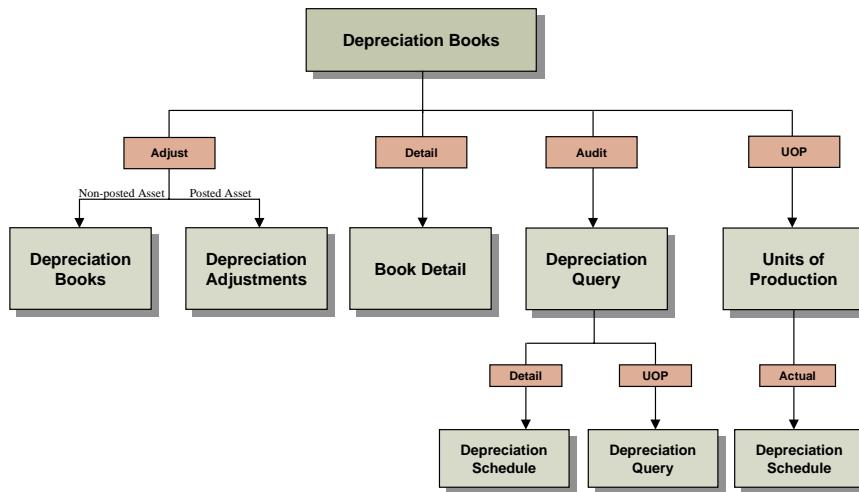 Depreciation Books
Adjust
Detail
Audit
UOP
Non-posted Asset
Posted Asset
Depreciation
Books
Depreciation
Adjustments
Book Detail
Depreciation
Query
Units of
Production
Detail
UOP
Actual
Depreciation
Schedule
Depreciation
Query
Depreciation
Schedule